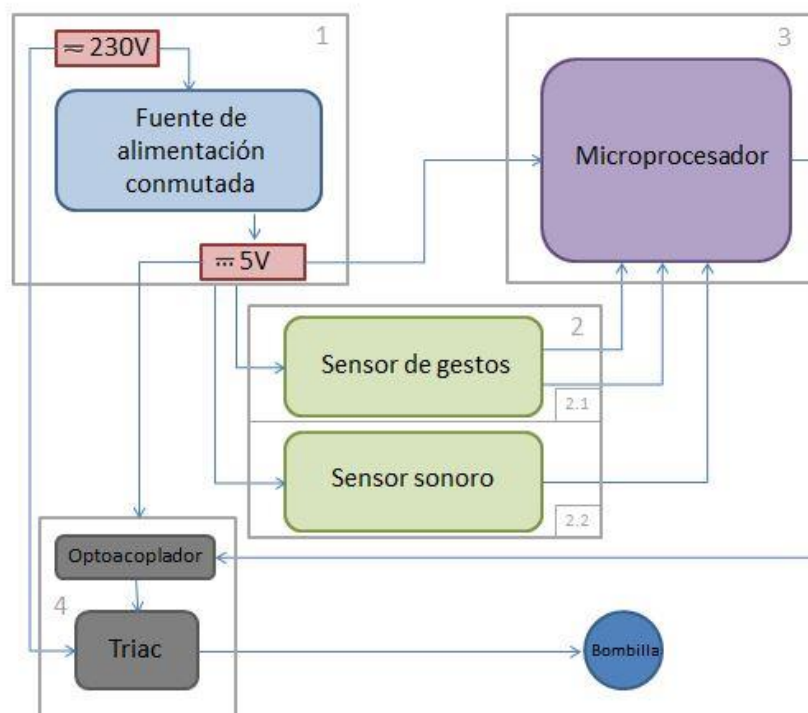 1
⎓ 230V
Fuente de
alimentación
conmutada
⎓ 5V
3
Microprocesador
2
Sensor de gestos
2.1
Sensor sonoro
2.2
Optoacoplador
4
Triac
Bombilla